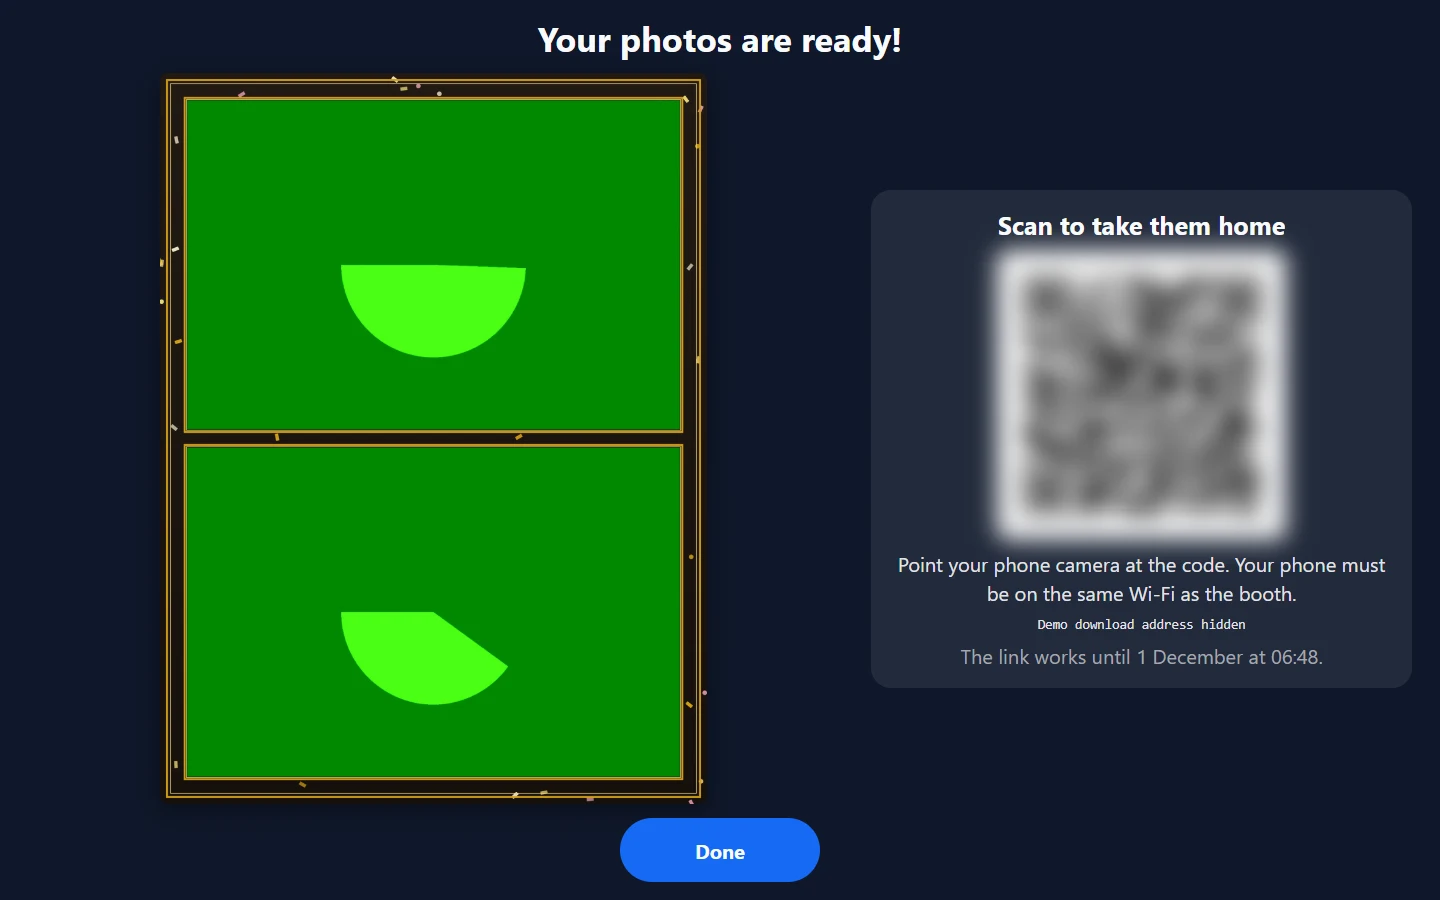 Your photos are ready!
Scan to take them home
Point your phone camera at the code. Your phone must
be on the same Wi-Fi as the booth.
Demo download address hidden
The link works until 1 December at 06:48.
Done